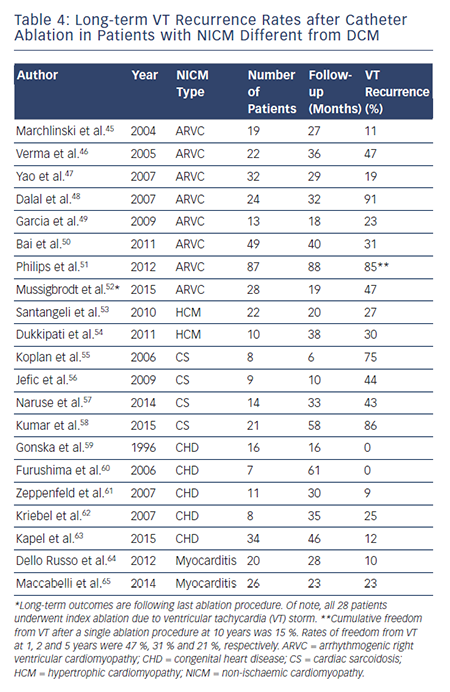 Table 4: Long-term VT Recurrence Rates after Catheter
Ablation in Patients with NICM Different from DCM
Author Year NICM Type Number of Patients Follow-up (Months) VT Recurrence (%)
Marchlinski et al.45 2004 ARVC 19 27 11
Verma et al.46 2005 ARVC 22 36 47
Yao et al.47 2007 ARVC 32 29 19
Dalal et al.48 2007 ARVC 24 32 91
Garcia et al.49 2009 ARVC 13 18 23
Bai et al.50 2011 ARVC 49 40 31
Philips et al.51 2012 ARVC 87 88 85**
Mussigbrodt et al.52* 2015 ARVC 28 19 47
Santangeli et al.53 2010 HCM 22 20 27
Dukkipati et al.54 2011 HCM 10 38 30
Koplan et al.55 2006 CS 8 6 75
Jefic et al.56 2009 CS 9 10 44
Naruse et al.57 2014 CS 14 33 43
Kumar et al.58 2015 CS 21 58 86
Gonska et al.59 1996 CHD 16 16 0
Furushima et al.60 2006 CHD 7 61 0
Zeppenfeld et al.61 2007 CHD 11 30 9
Kriebel et al.62 2007 CHD 8 35 25
Kapel et al.63 2015 CHD 34 46 12
Dello Russo et al.64 2012 Myocarditis 20 28 10
Maccabelli et al.65 2014 Myocarditis 26 23 23
*Long-term outcomes are following last ablation procedure. Of note, all 28 patients
underwent index ablation due to ventricular tachycardia (VT) storm. **Cumulative freedom
from VT after a single ablation procedure at 10 years was 15 %. Rates of freedom from VT
at 1, 2 and 5 years were 47 %, 31 % and 21 %, respectively. ARVC = arrhythmogenic right
ventricular cardiomyopathy; CHD = congenital heart disease; CS = cardiac sarcoidosis;
HCM = hypertrophic cardiomyopathy; NICM = non-ischaemic cardiomyopathy.